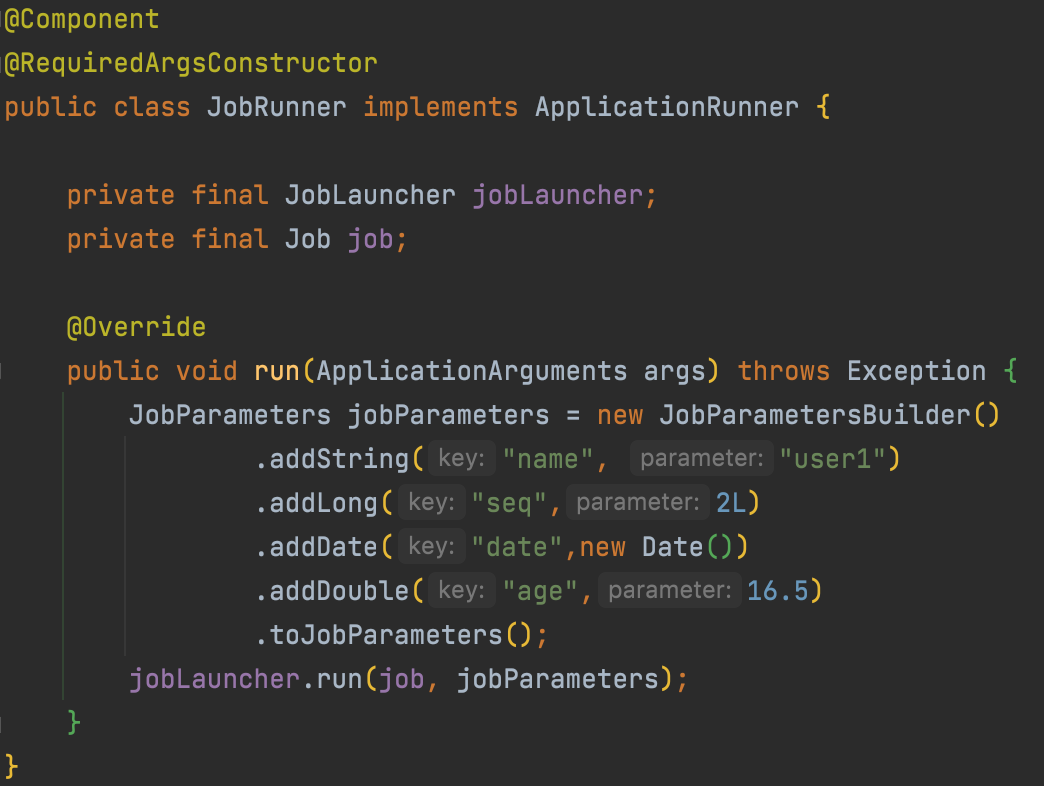 @Component
@RequiredArgsConstructor
public class JobRunner implements ApplicationRunner {
private final JobLauncher jobLauncher;
private final Job job;
@Override
public void run(ApplicationArguments args) throws Exception {
JobParameters jobParameters = new JobParametersBuilder()
.addString( key: "name", parameter: "user1")
.addLong( key: "seq", parameter: 2L)
.addDate( key: "date",new Date())
.addDouble( key: "age", parameter: 16.5)
.toJobParameters();
jobLauncher.run(job, jobParameters);
}
}